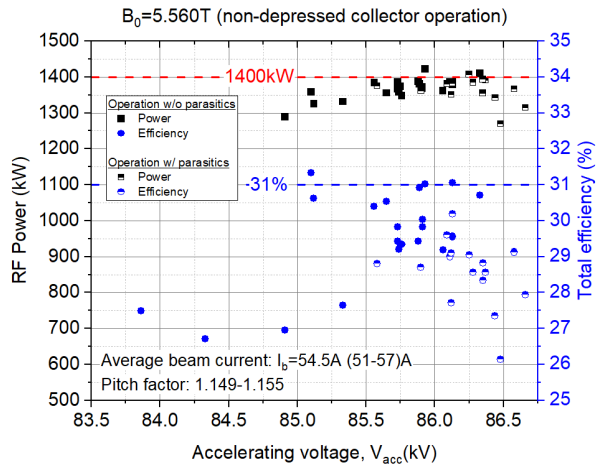 B₀=5.560T (non-depressed collector operation)
1500
1400
1300
1200
1100
1000
900
800
700
600
500
RF Power (kW)
1400kW
Operation w/o parasitics
Power
Efficiency
Operation w/ parasitics
Power
Efficiency
31%
Average beam current: I_b=54.5A (51-57)A
Pitch factor: 1.149-1.155
35
34
33
32
31
30
29
28
27
26
25
Total efficiency (%)
83.5 84.0 84.5 85.0 85.5 86.0 86.5
Accelerating voltage, V_acc(kV)